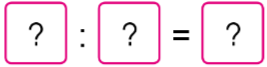 ? : ? = ?